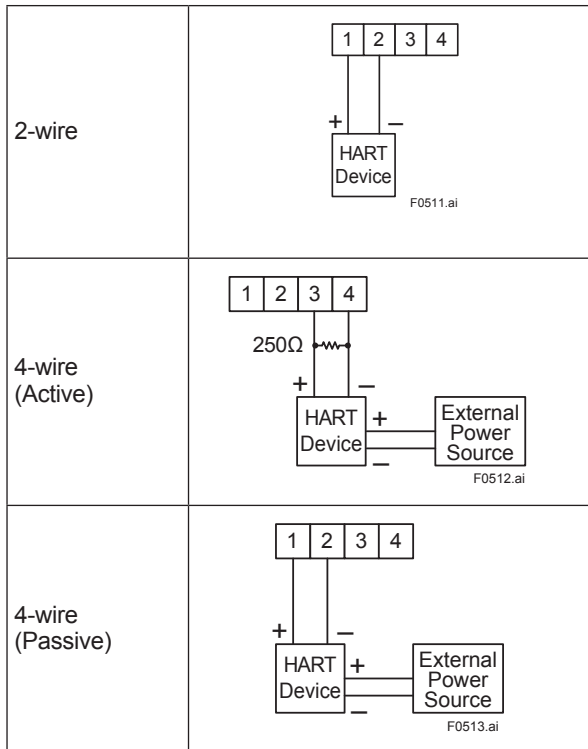 2-wire
1 2 3 4
+ −
HART
Device
F0511.ai
4-wire
(Active)
1 2 3 4
250Ω
+ −
HART
Device
+
−
External
Power
Source
F0512.ai
4-wire
(Passive)
1 2 3 4
+ −
HART
Device
+
−
External
Power
Source
F0513.ai